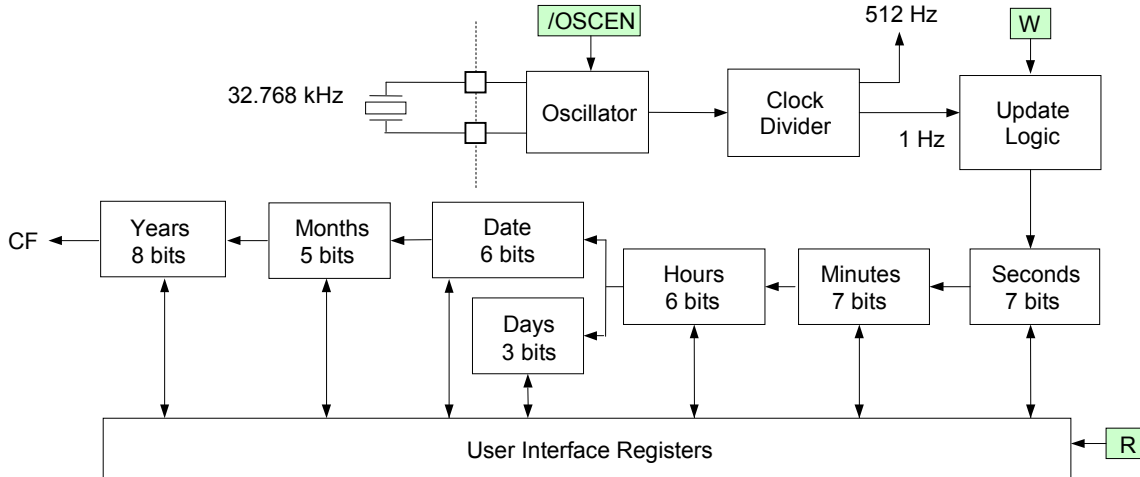 /OSCEN
512 Hz
W
32.768 kHz
Oscillator
Clock
Divider
1 Hz
Update
Logic
CF
Years
8 bits
Months
5 bits
Date
6 bits
Days
3 bits
Hours
6 bits
Minutes
7 bits
Seconds
7 bits
User Interface Registers
R